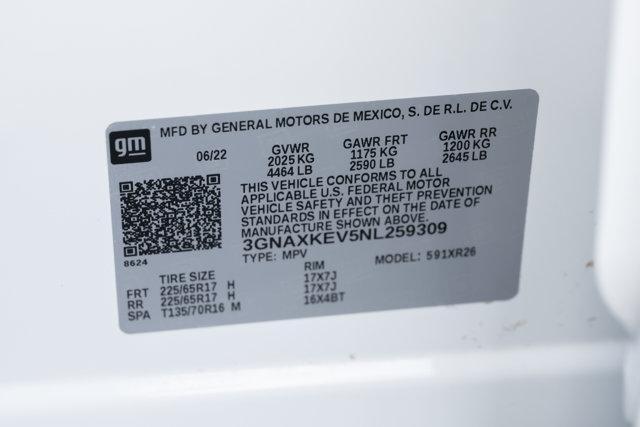 gm
MFD BY GENERAL MOTORS DE MEXICO, S. DE R.L. DE C.V.
06/22 GVWR GAWR FRT GAWR RR
2025 KG 1175 KG 1200 KG
4464 LB 2590 LB 2645 LB
THIS VEHICLE CONFORMS TO ALL
APPLICABLE U.S. FEDERAL MOTOR
VEHICLE SAFETY AND THEFT PREVENTION
STANDARDS IN EFFECT ON THE DATE OF
MANUFACTURE SHOWN ABOVE.
3GNAXKEV5NL259309
8624
TYPE: MPV MODEL: 591XR26
TIRE SIZE RIM
FRT 225/65R17 H 17X7J
RR 225/65R17 H 17X7J
SPA T135/70R16 M 16X4BT